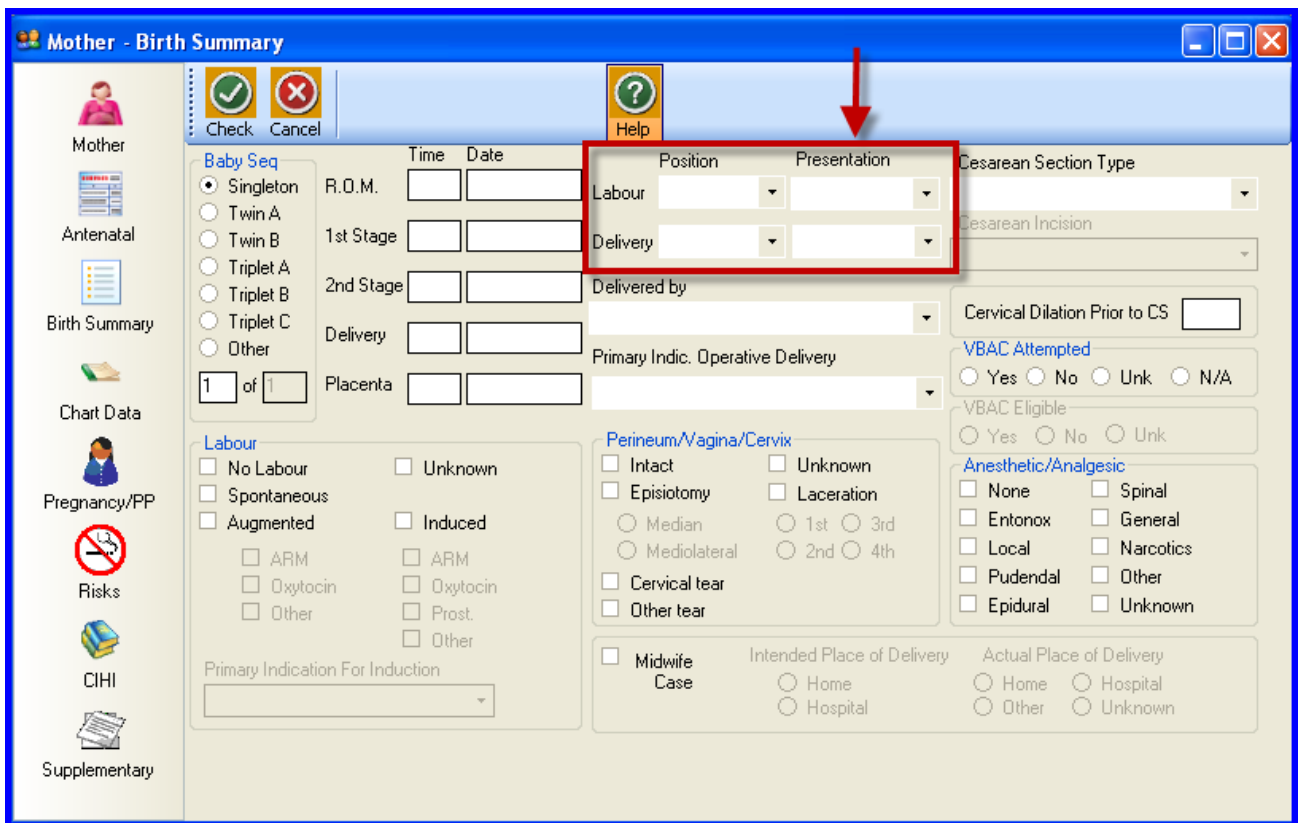 Mother - Birth Summary
Mother
Antenatal
Birth Summary
Chart Data
Pregnancy/PP
Risks
CIHI
Supplementary
Check Cancel
Help
Baby Seq
Singleton
Twin A
Twin B
Triplet A
Triplet B
Triplet C
Other
1 of 1
Time Date
R.O.M.
1st Stage
2nd Stage
Delivery
Placenta
Position Presentation
Labour
Delivery
Delivered by
Primary Indic. Operative Delivery
Cesarean Section Type
Cesarean Incision
Cervical Dilation Prior to CS
VBAC Attempted
Yes No Unk N/A
VBAC Eligible
Yes No Unk
Labour
No Labour Unknown
Spontaneous
Augmented Induced
ARM ARM
Oxytocin Oxytocin
Other Prost.
Other
Primary Indication For Induction
Perineum/Vagina/Cervix
Intact Unknown
Episiotomy Laceration
Median 1st 3rd
Mediolateral 2nd 4th
Cervical tear
Other tear
Anesthetic/Analgesic
None Spinal
Entonox General
Local Narcotics
Pudendal Other
Epidural Unknown
Midwife
Case
Intended Place of Delivery
Home
Hospital
Actual Place of Delivery
Home Hospital
Other Unknown